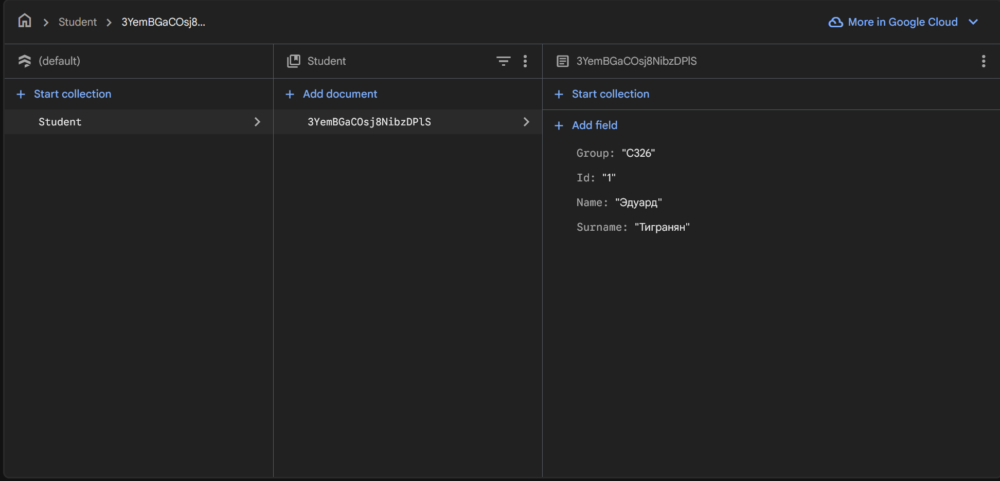 Student 3YemBGaCOsj8...
More in Google Cloud
(default)
Student
3YemBGaCOsj8NibzDPlS
+ Start collection
+ Add document
+ Start collection
Student
3YemBGaCOsj8NibzDPlS
+ Add field
Group: "C326"
Id: "1"
Name: "Эдуард"
Surname: "Тигранян"